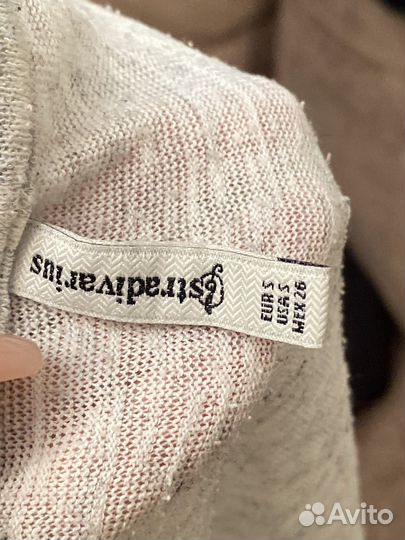 stradivarius
EUR S
USA S
MEX 26
Avito